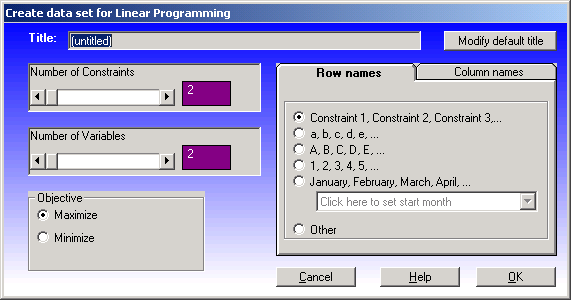 Create data set for Linear Programming
Title: (untitled)
Modify default title
Number of Constraints
2
Number of Variables
2
Objective
Maximize
Minimize
Row names
Column names
Constraint 1, Constraint 2, Constraint 3,...
a, b, c, d, e, ...
A, B, C, D, E, ...
1, 2, 3, 4, 5, ...
January, February, March, April, ...
Click here to set start month
Other
Cancel
Help
OK